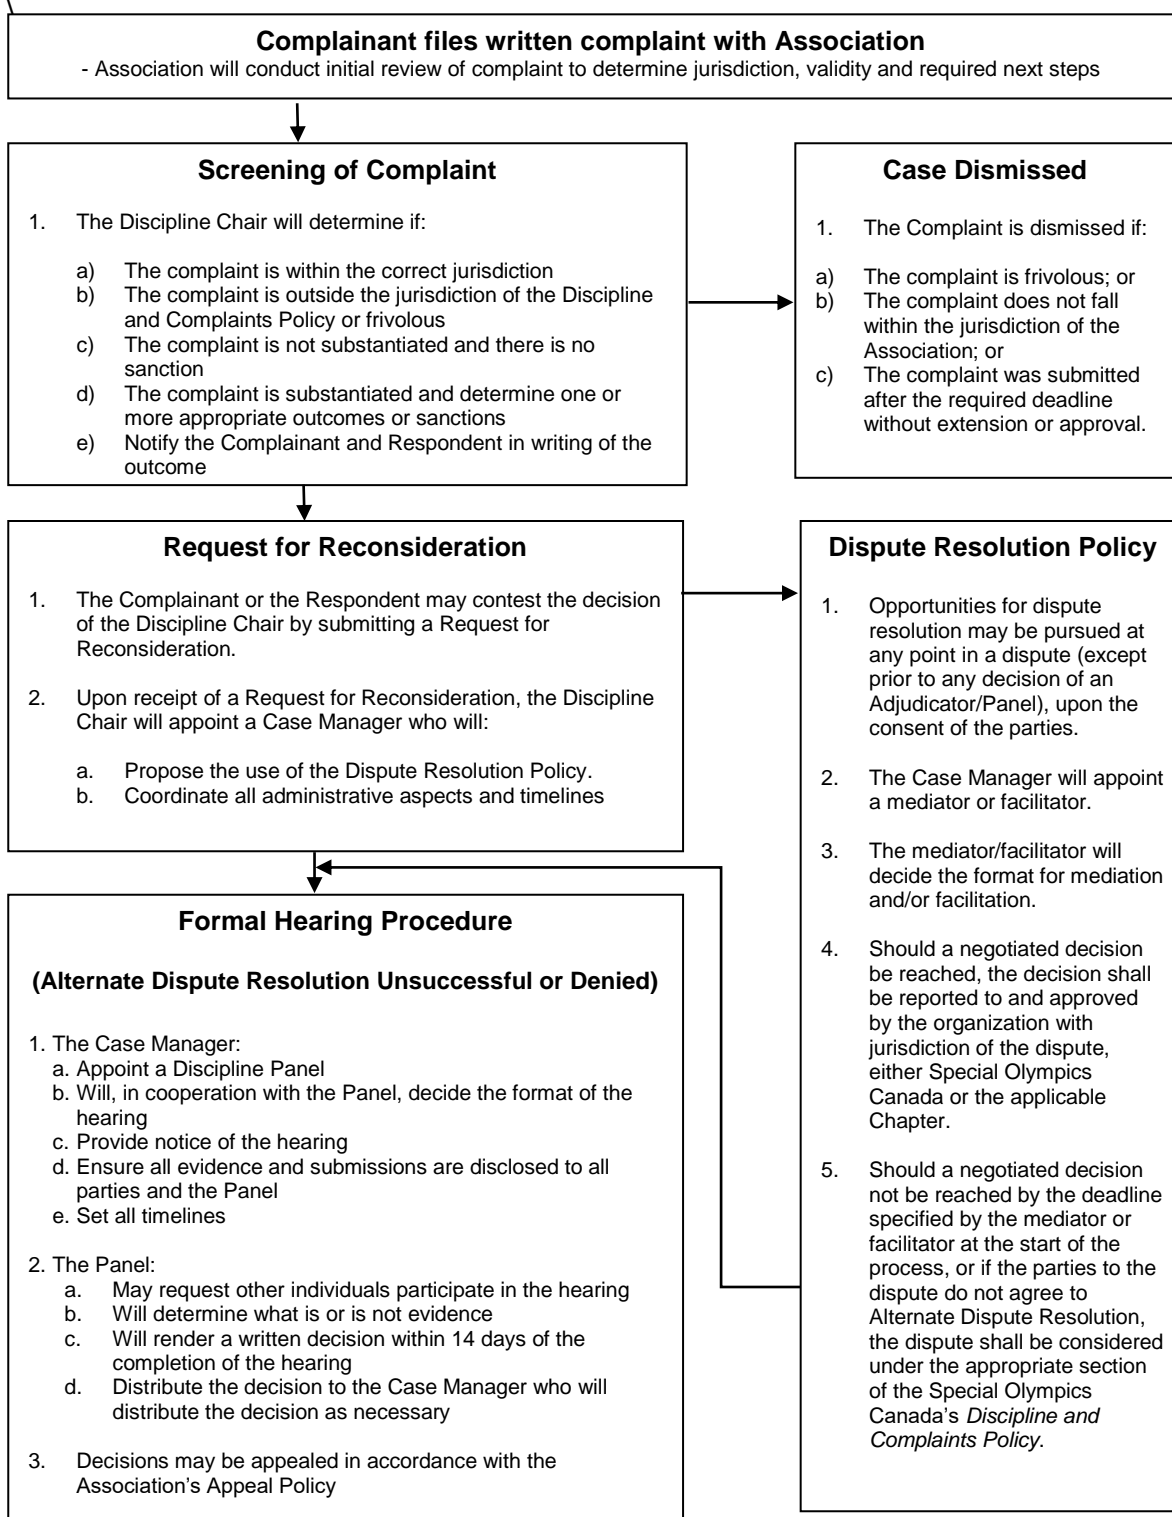 Complainant files written complaint with Association
- Association will conduct initial review of complaint to determine jurisdiction, validity and required next steps
Screening of Complaint
1. The Discipline Chair will determine if:
a) The complaint is within the correct jurisdiction
b) The complaint is outside the jurisdiction of the Discipline
and Complaints Policy or frivolous
c) The complaint is not substantiated and there is no
sanction
d) The complaint is substantiated and determine one or
more appropriate outcomes or sanctions
e) Notify the Complainant and Respondent in writing of the
outcome
Case Dismissed
1. The Complaint is dismissed if:
a) The complaint is frivolous; or
b) The complaint does not fall
within the jurisdiction of the
Association; or
c) The complaint was submitted
after the required deadline
without extension or approval.
Request for Reconsideration
1. The Complainant or the Respondent may contest the decision
of the Discipline Chair by submitting a Request for
Reconsideration.
2. Upon receipt of a Request for Reconsideration, the Discipline
Chair will appoint a Case Manager who will:
a. Propose the use of the Dispute Resolution Policy.
b. Coordinate all administrative aspects and timelines
Dispute Resolution Policy
1. Opportunities for dispute
resolution may be pursued at
any point in a dispute (except
prior to any decision of an
Adjudicator/Panel), upon the
consent of the parties.
2. The Case Manager will appoint
a mediator or facilitator.
3. The mediator/facilitator will
decide the format for mediation
and/or facilitation.
4. Should a negotiated decision
be reached, the decision shall
be reported to and approved
by the organization with
jurisdiction of the dispute,
either Special Olympics
Canada or the applicable
Chapter.
5. Should a negotiated decision
not be reached by the deadline
specified by the mediator or
facilitator at the start of the
process, or if the parties to the
dispute do not agree to
Alternate Dispute Resolution,
the dispute shall be considered
under the appropriate section
of the Special Olympics
Canada's Discipline and
Complaints Policy.
Formal Hearing Procedure
(Alternate Dispute Resolution Unsuccessful or Denied)
1. The Case Manager:
a. Appoint a Discipline Panel
b. Will, in cooperation with the Panel, decide the format of the
hearing
c. Provide notice of the hearing
d. Ensure all evidence and submissions are disclosed to all
parties and the Panel
e. Set all timelines
2. The Panel:
a. May request other individuals participate in the hearing
b. Will determine what is or is not evidence
c. Will render a written decision within 14 days of the
completion of the hearing
d. Distribute the decision to the Case Manager who will
distribute the decision as necessary
3. Decisions may be appealed in accordance with the
Association's Appeal Policy